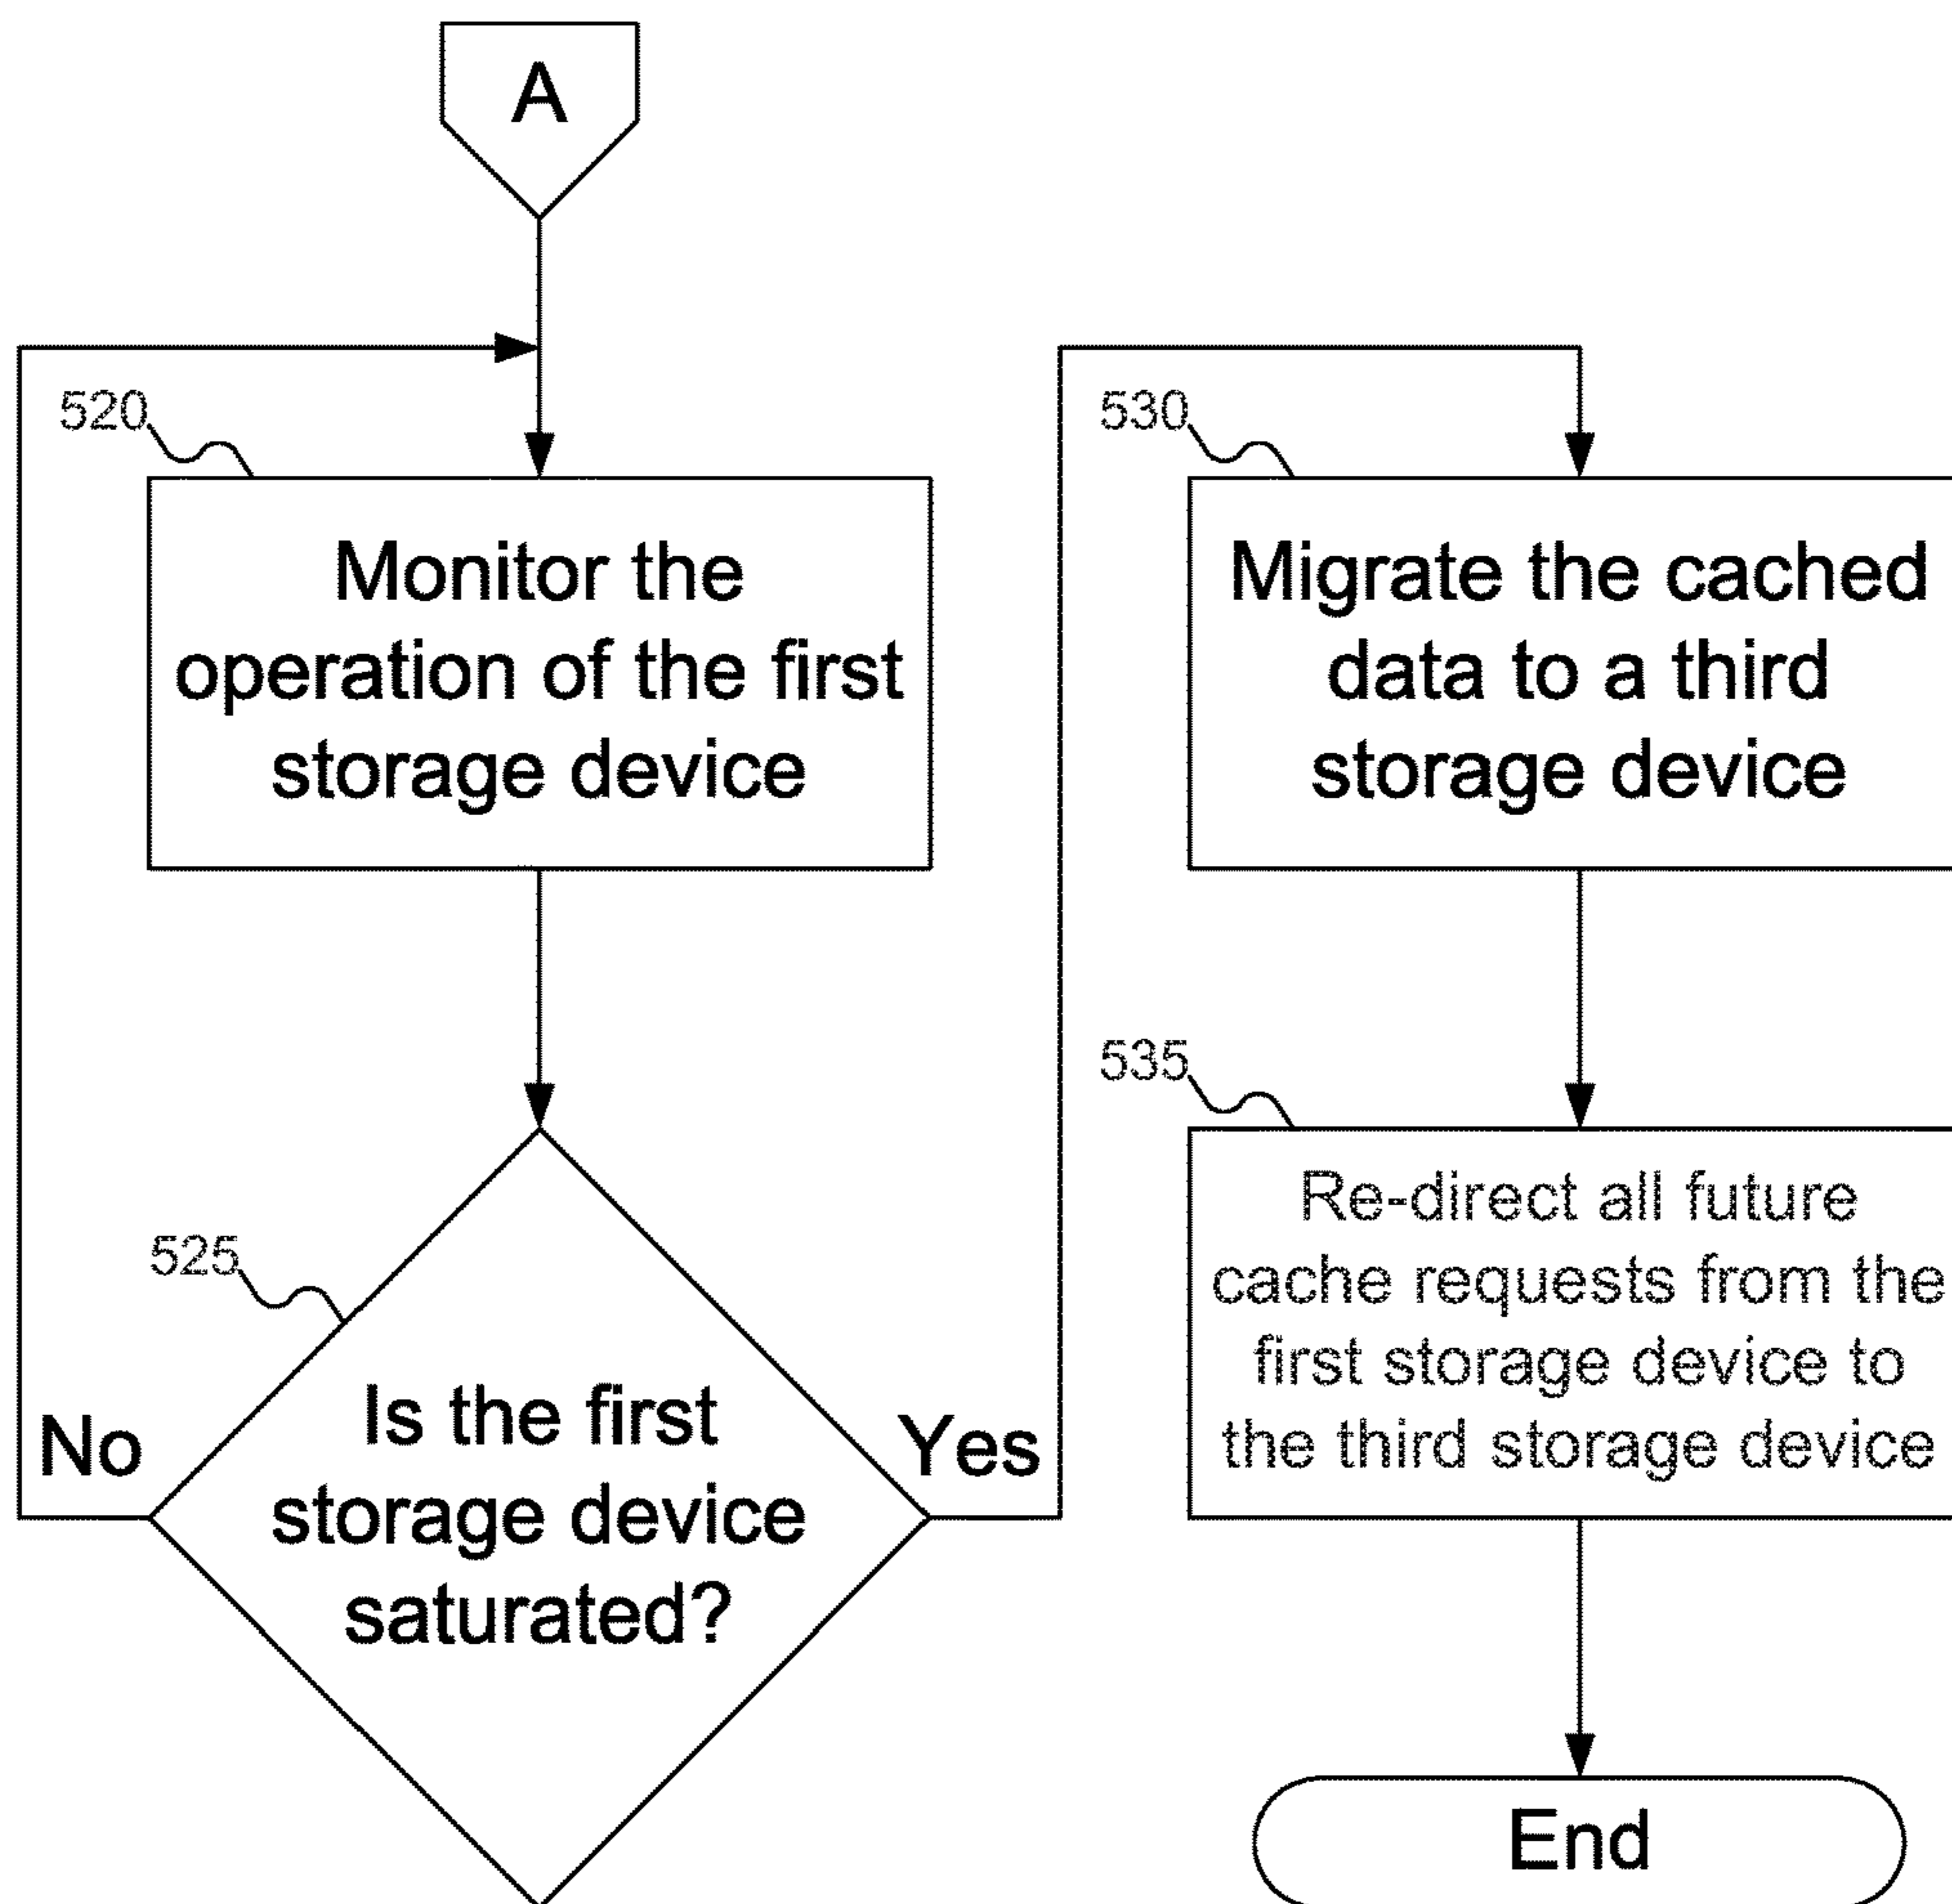 A
520
Monitor the
operation of the first
storage device
525
Is the first
storage device
saturated?
No
Yes
530
Migrate the cached
data to a third
storage device
535
Re-direct all future
cache requests from the
first storage device to
the third storage device
End